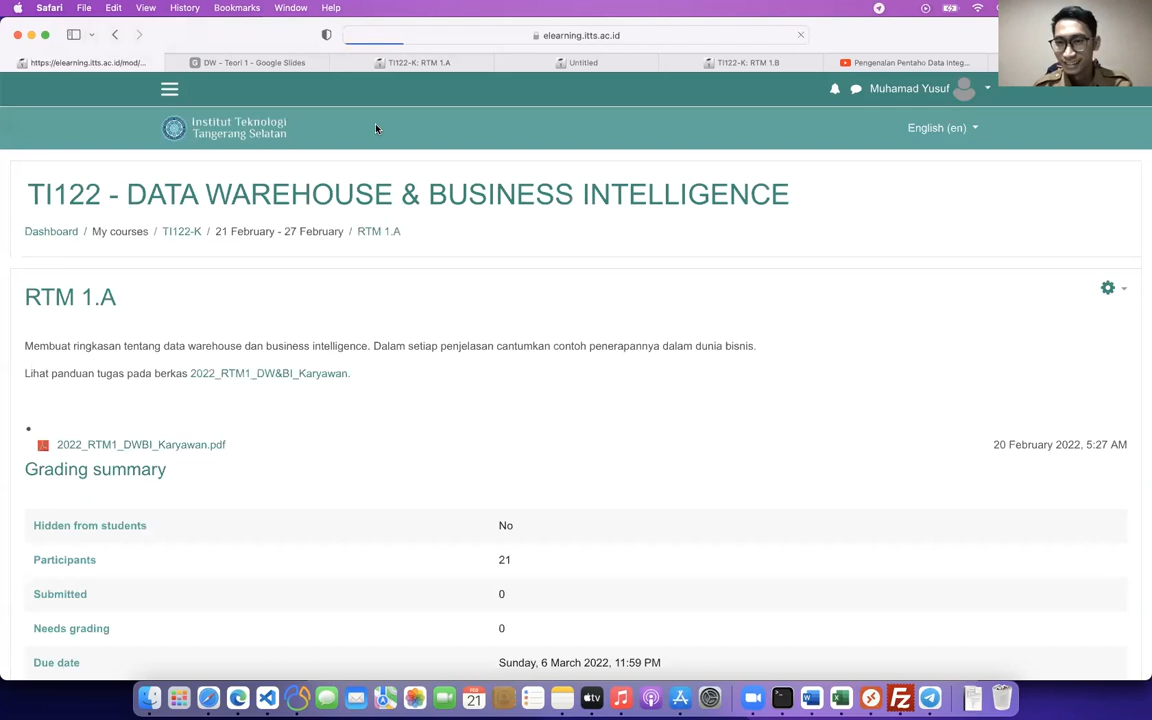 Safari File Edit View History Bookmarks Window Help
elearning.itts.ac.id
https://elearning.itts.ac.id/mod/...
DW - Teori 1 - Google Slides
TI122-K: RTM 1.A
Untitled
TI122-K: RTM 1.B
Pengenalan Pentaho Data Integ...
Muhamad Yusuf
Institut Teknologi
Tangerang Selatan
English (en)
TI122 - DATA WAREHOUSE & BUSINESS INTELLIGENCE
Dashboard / My courses / TI122-K / 21 February - 27 February / RTM 1.A
RTM 1.A
Membuat ringkasan tentang data warehouse dan business intelligence. Dalam setiap penjelasan cantumkan contoh penerapannya dalam dunia bisnis.
Lihat panduan tugas pada berkas 2022_RTM1_DW&BI_Karyawan.
2022_RTM1_DWBI_Karyawan.pdf 20 February 2022, 5:27 AM
Grading summary
Hidden from students No
Participants 21
Submitted 0
Needs grading 0
Due date Sunday, 6 March 2022, 11:59 PM
FEB
21
tv
W
X
Fz